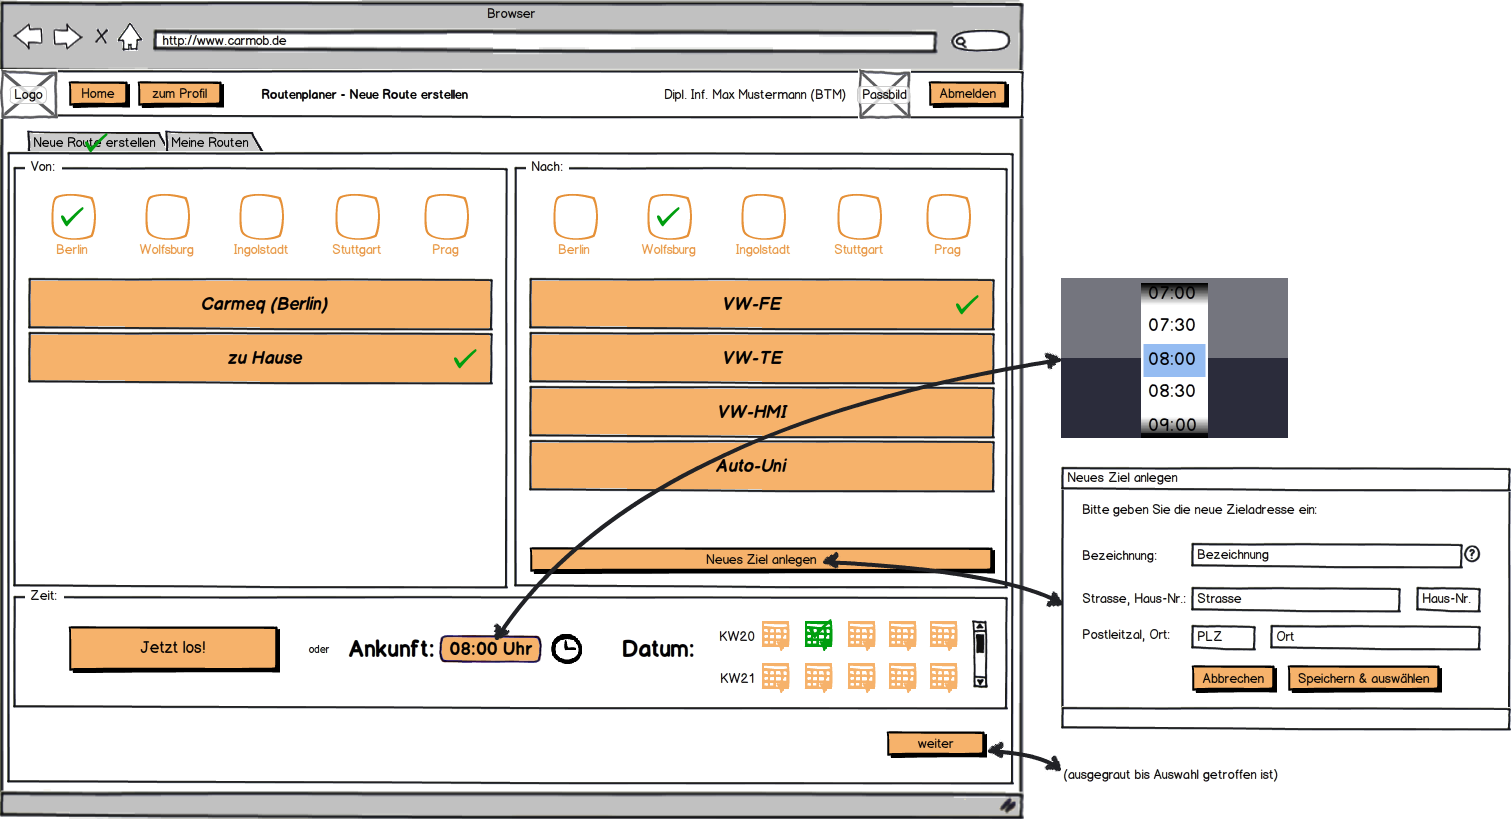 Browser
http://www.carmob.de
Logo
Home
zum Profil
Routenplaner - Neue Route erstellen
Dipl. Inf. Max Mustermann (BTM)
Passbild
Abmelden
Neue Route erstellen
Meine Routen
Von:
Berlin
Wolfsburg
Ingolstadt
Stuttgart
Prag
Carmeq (Berlin)
zu Hause
Nach:
Berlin
Wolfsburg
Ingolstadt
Stuttgart
Prag
VW-FE
VW-TE
VW-HMI
Auto-Uni
Neues Ziel anlegen
Zeit:
Jetzt los!
oder
Ankunft:
08:00 Uhr
Datum:
KW20
KW21
weiter
07:00
07:30
08:00
08:30
09:00
Neues Ziel anlegen
Bitte geben Sie die neue Zieladresse ein:
Bezeichnung:
Bezeichnung
?
Strasse, Haus-Nr.:
Strasse
Haus-Nr.
Postleitzal, Ort:
PLZ
Ort
Abbrechen
Speichern & auswählen
(ausgegraut bis Auswahl getroffen ist)